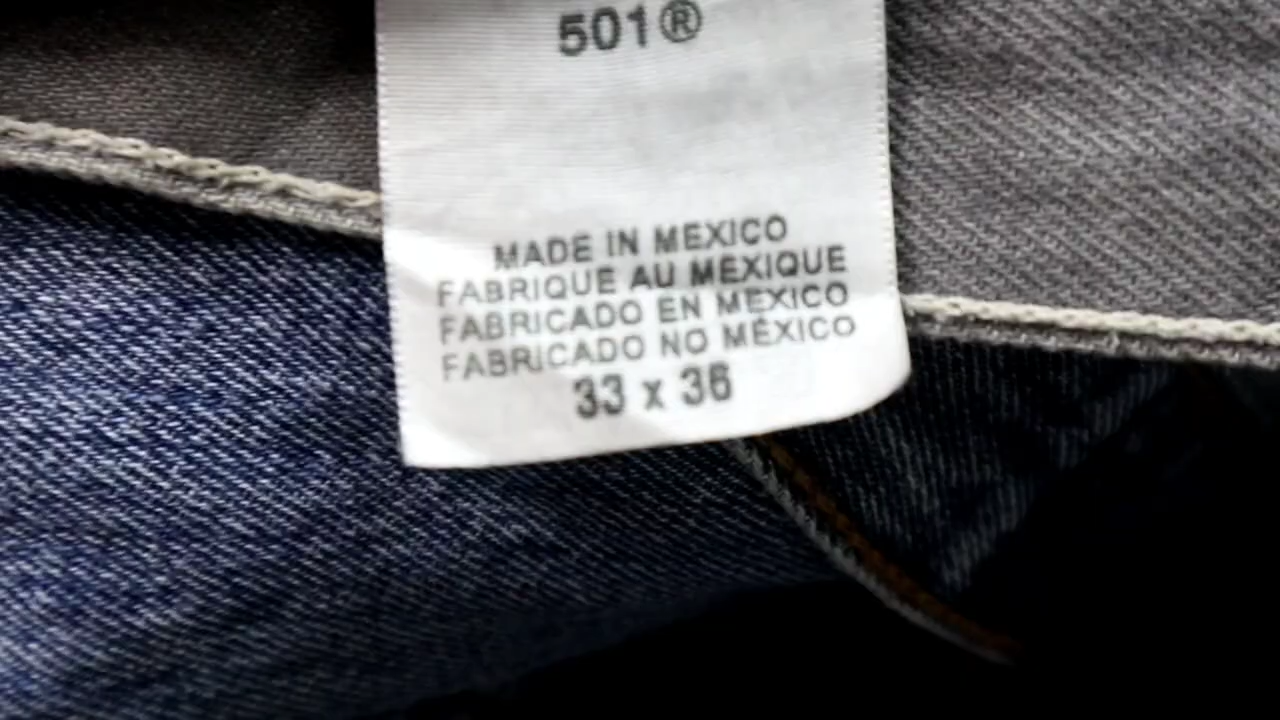 501®
MADE IN MEXICO
FABRIQUE AU MEXIQUE
FABRICADO EN MEXICO
FABRICADO NO MÉXICO
33 x 36